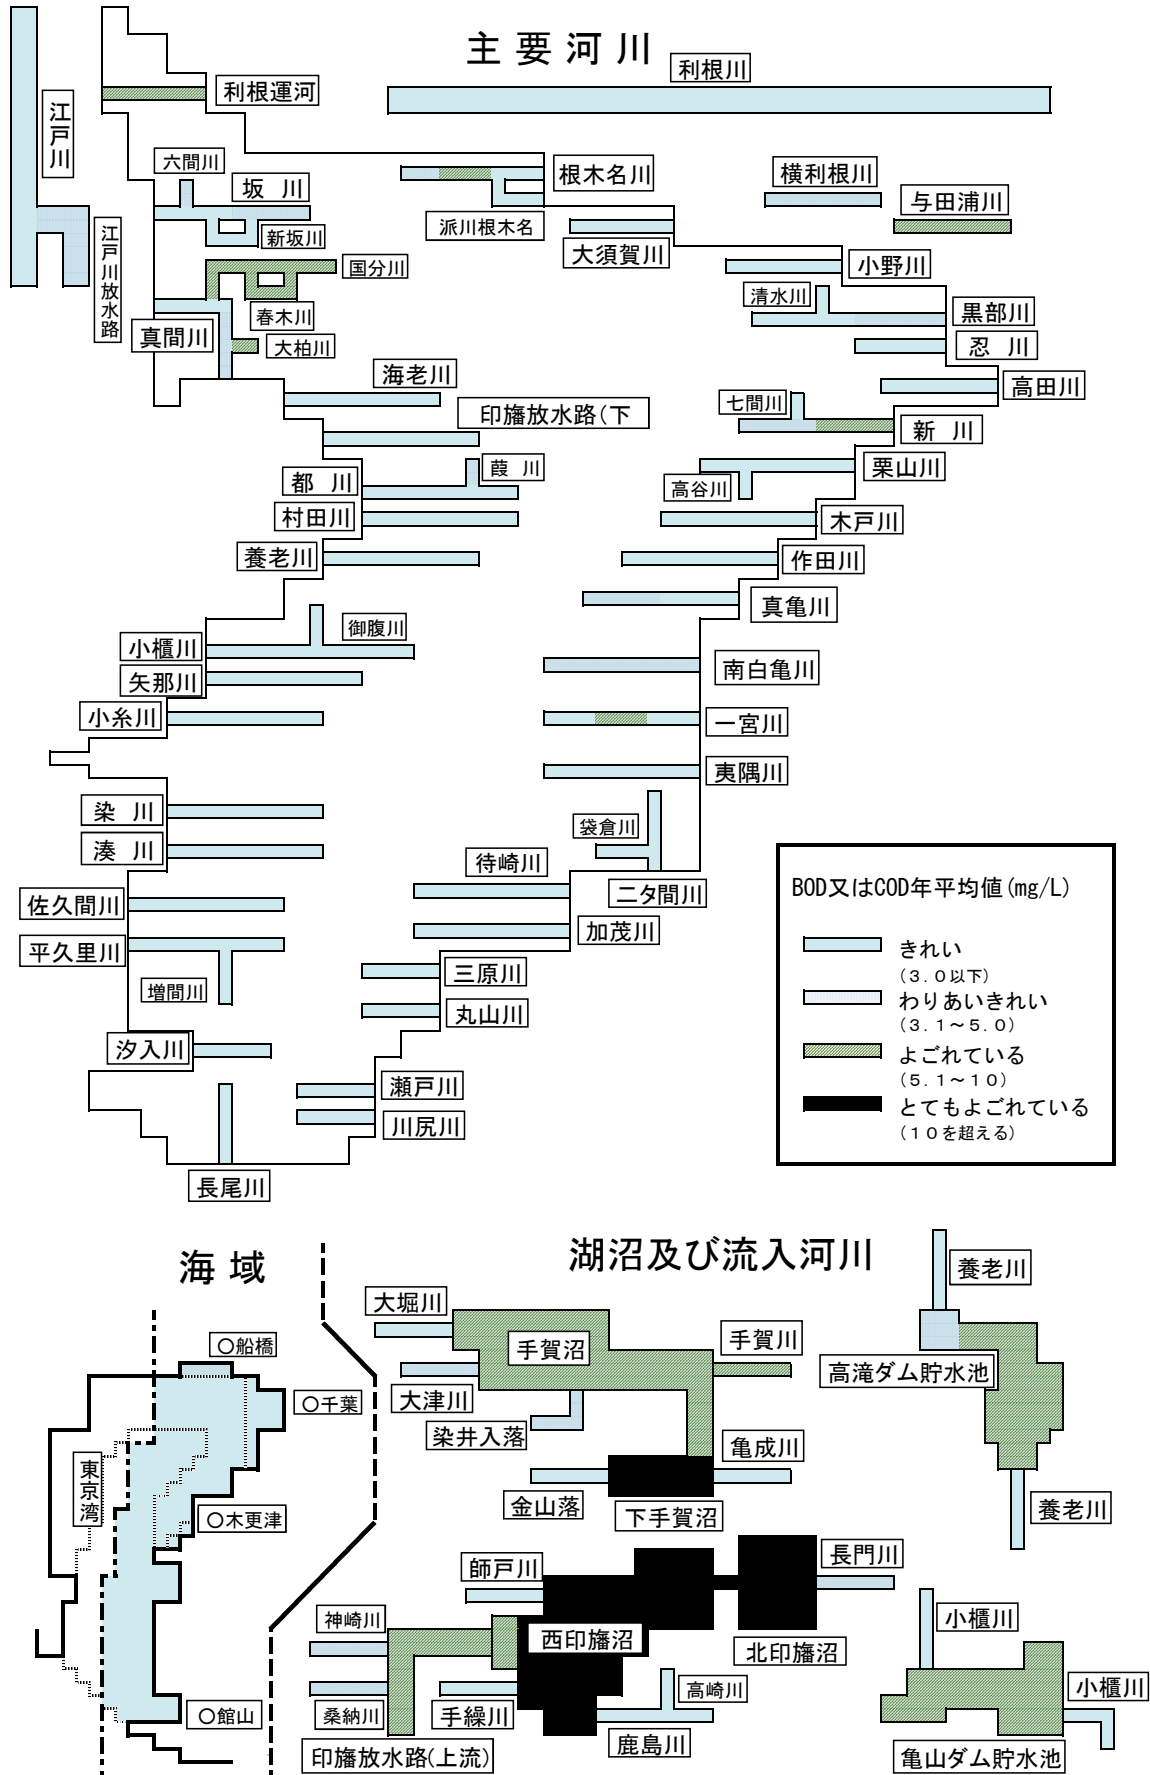 主要河川
利根川
利根運河
江戸川
六間川
坂 川
新坂川
江戸川放水路
国分川
春木川
真間川
大柏川
根木名川
派川根木名
大須賀川
横利根川
与田浦川
小野川
清水川
黒部川
忍 川
高田川
海老川
印旛放水路(下
七間川
新 川
葭 川
都 川
栗山川
高谷川
村田川
木戸川
養老川
作田川
真亀川
御腹川
小櫃川
矢那川
南白亀川
小糸川
一宮川
夷隅川
染 川
湊 川
袋倉川
待崎川
二タ間川
佐久間川
加茂川
平久里川
三原川
増間川
丸山川
汐入川
瀬戸川
川尻川
長尾川
BOD又はCOD年平均値(mg/L)
きれい
(3.0以下)
わりあいきれい
(3.1~5.0)
よごれている
(5.1~10)
とてもよごれている
(10を超える)
海域
○船橋
○千葉
東京湾
○木更津
○館山
湖沼及び流入河川
大堀川
手賀沼
手賀川
大津川
染井入落
亀成川
金山落
下手賀沼
養老川
高滝ダム貯水池
養老川
師戸川
長門川
神崎川
西印旛沼
北印旛沼
桑納川
手繰川
高崎川
印旛放水路(上流)
鹿島川
小櫃川
小櫃川
亀山ダム貯水池